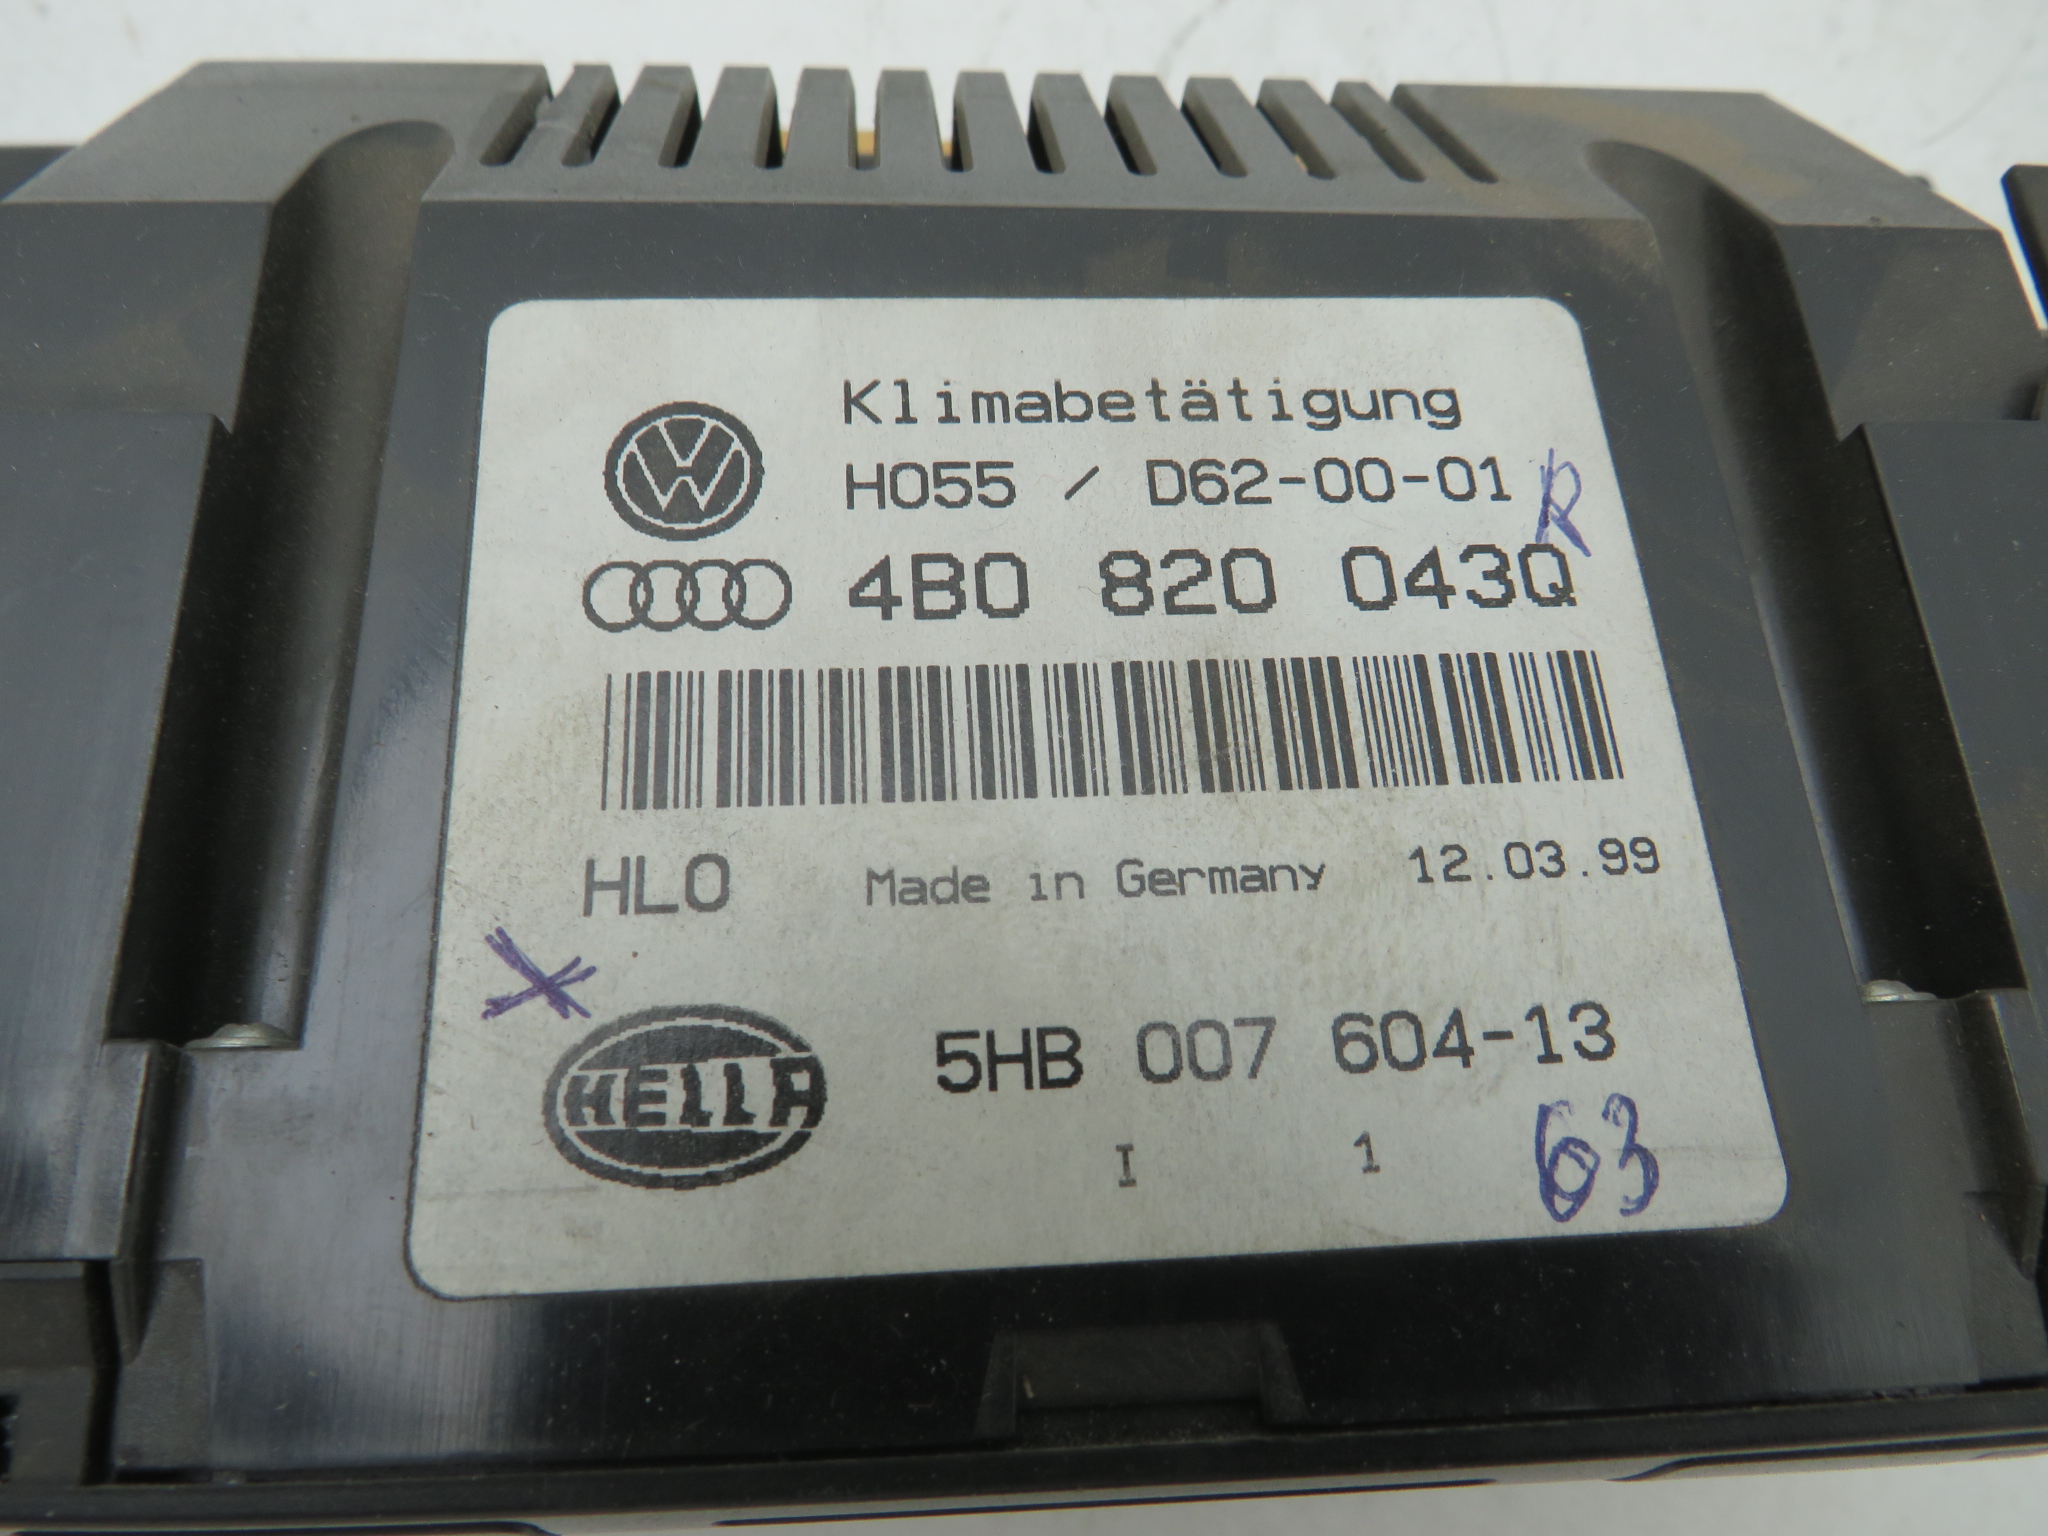 Klimabetätigung
H055 / D62-00-01 R
4B0 820 043Q
HLO Made in Germany 12.03.99
HELLA 5HB 007 604-13
I 1 63